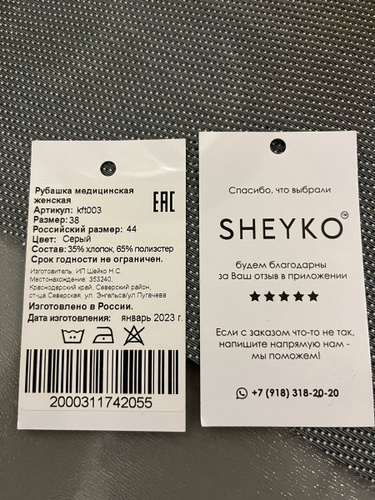 Рубашка медицинская
женская
Артикул: kft003
Размер: 38
Российский размер: 44
Цвет: Серый
Состав: 35% хлопок, 65% полиэстер
Срок годности не ограничен.
Изготовитель: ИП Шейко Н.С.
Местонахождение: 353240,
Краснодарский край, Северский район,
ст-ца Северская, ул. Энгельса/ул.Пугачева
Изготовлено в России.
Дата изготовления: январь 2023 г.
2000311742055
EAC
Спасибо, что выбрали
SHEYKO™
будем благодарны
за Ваш отзыв в приложении
★★★★★
Если с заказом что-то не так,
напишите напрямую нам -
мы поможем!
+7 (918) 318-20-20